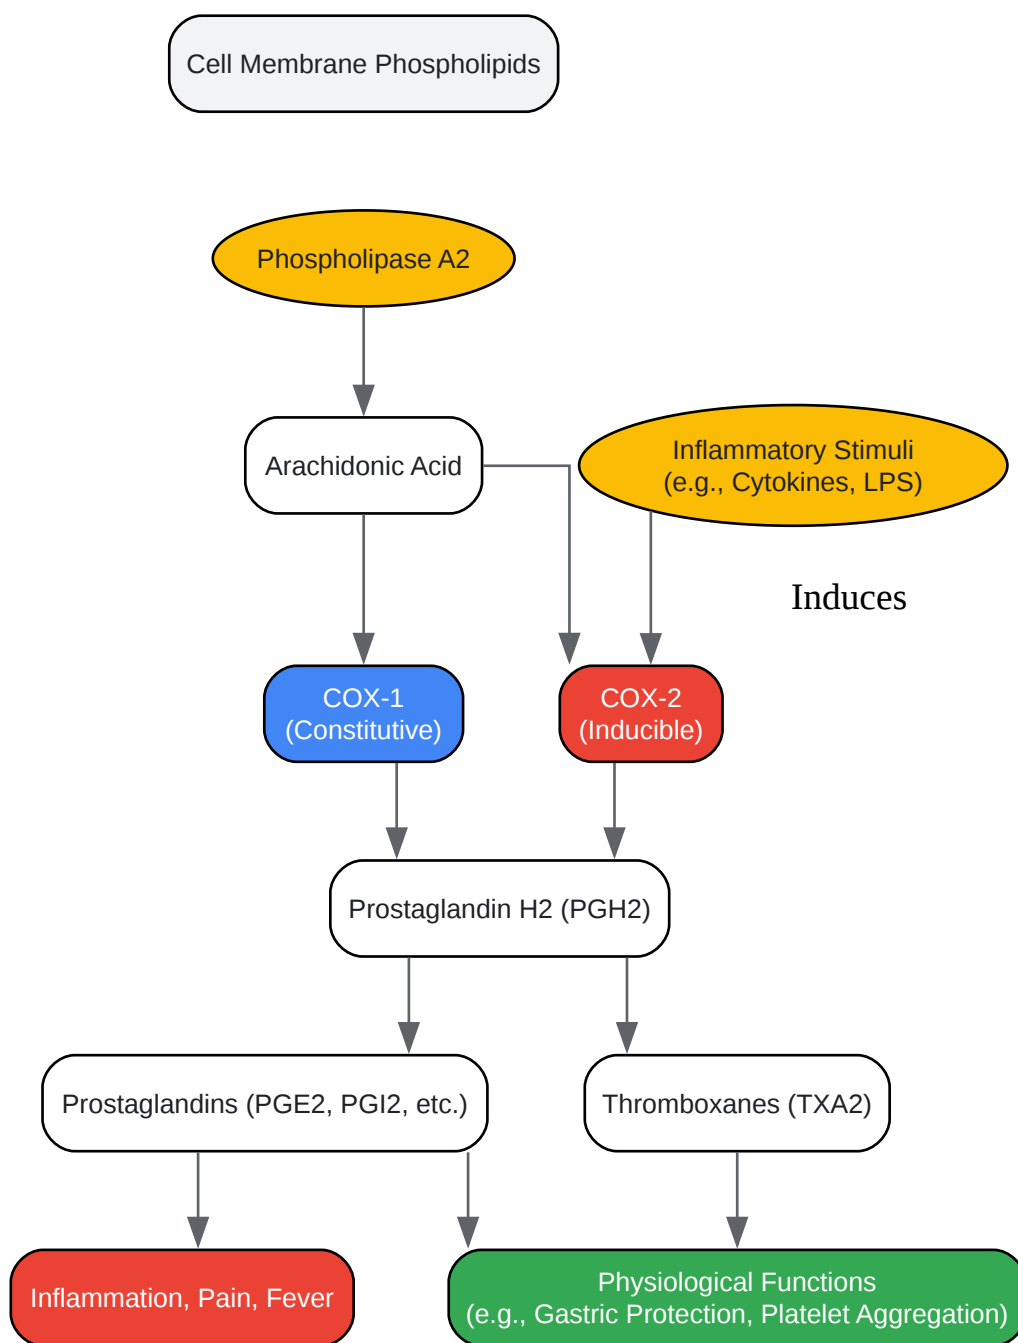 Cell Membrane Phospholipids
Phospholipase A2
Arachidonic Acid
Inflammatory Stimuli
(e.g., Cytokines, LPS)
Induces
COX-1
(Constitutive)
COX-2
(Inducible)
Prostaglandin H2 (PGH2)
Prostaglandins (PGE2, PGI2, etc.)
Thromboxanes (TXA2)
Inflammation, Pain, Fever
Physiological Functions
(e.g., Gastric Protection, Platelet Aggregation)